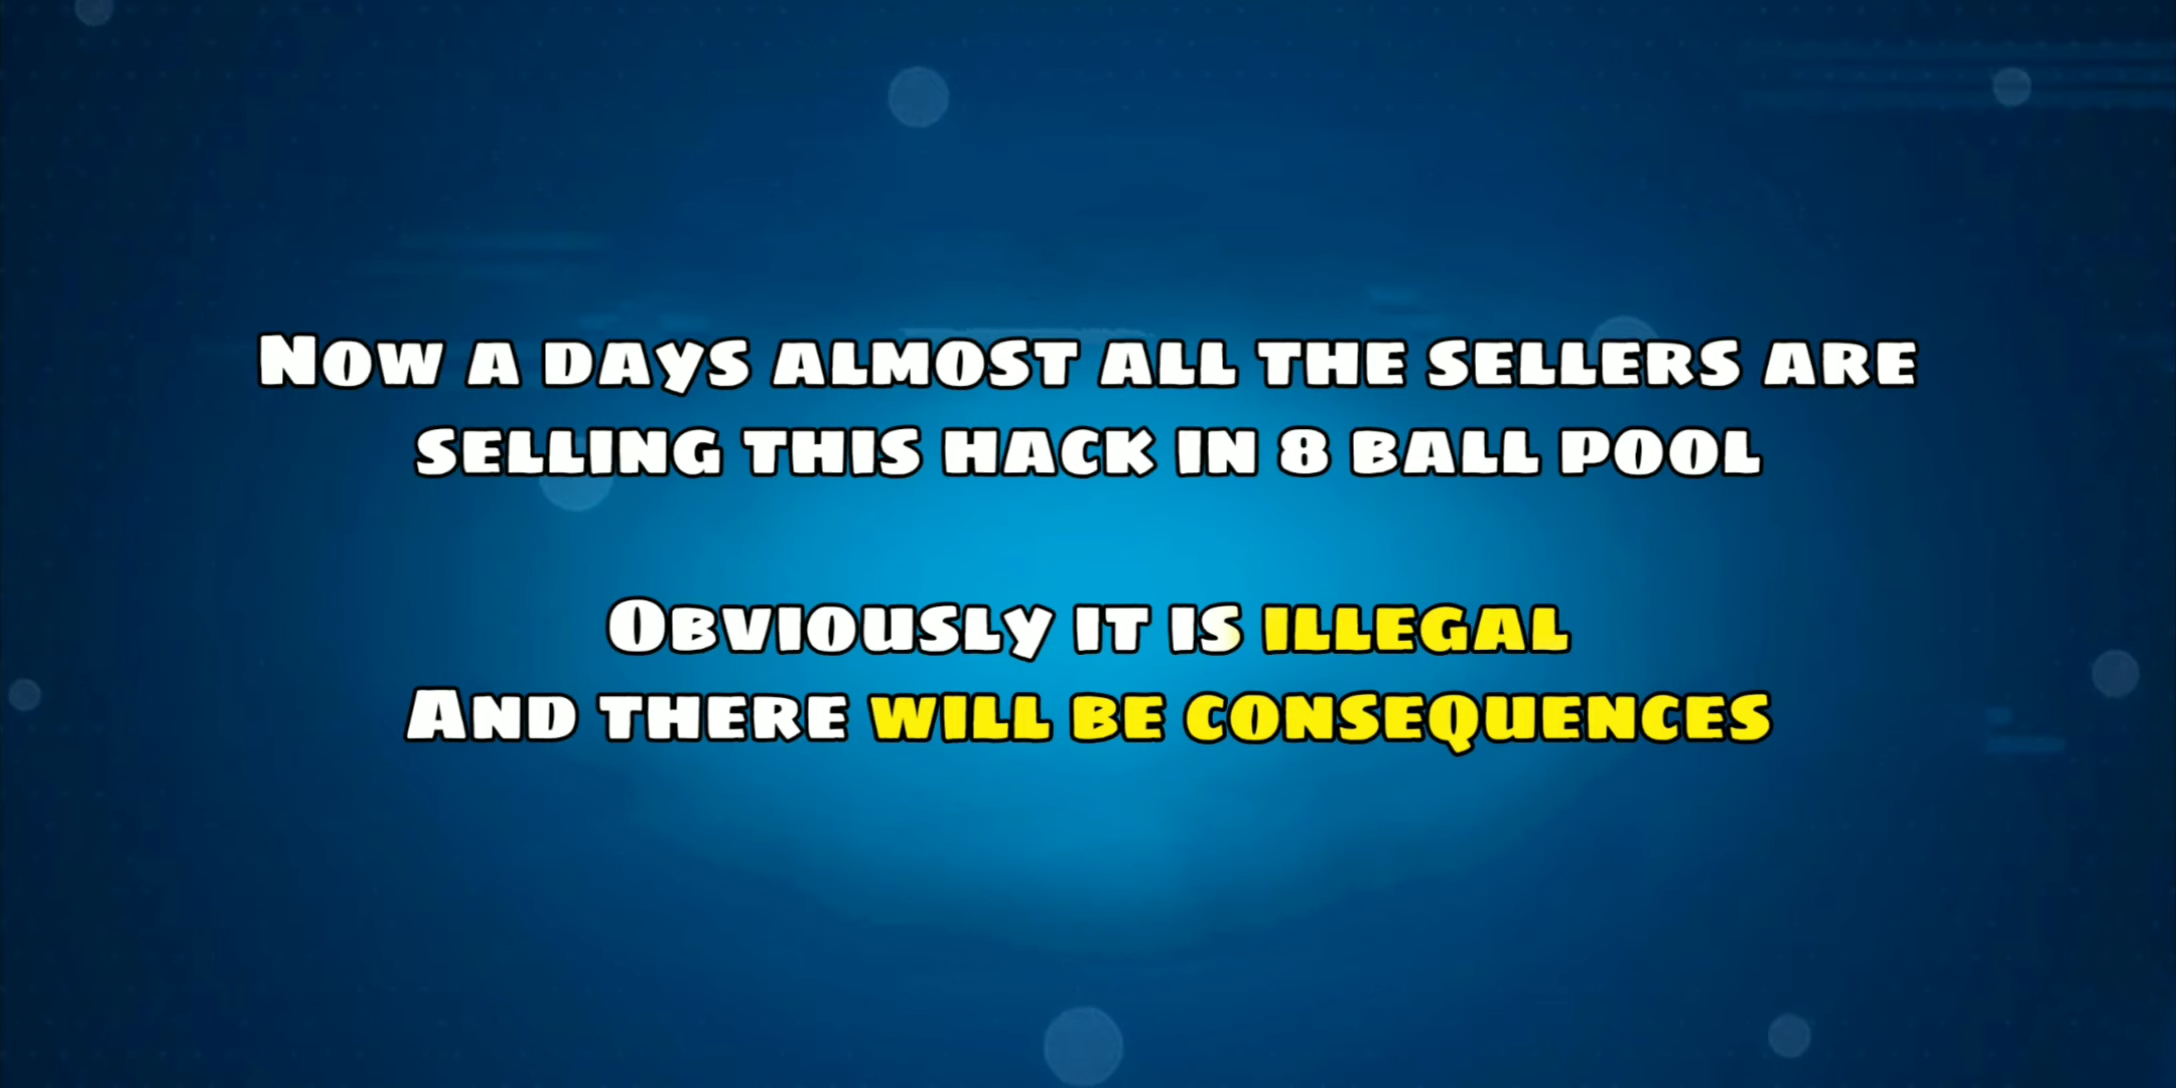 Now a days almost all the sellers are
selling this hack in 8 ball pool
Obviously it is illegal
And there will be consequences